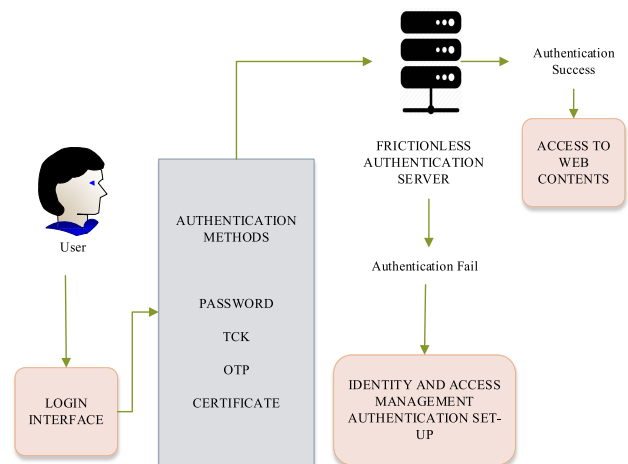 User
LOGIN
INTERFACE
AUTHENTICATION
METHODS
PASSWORD
TCK
OTP
CERTIFICATE
FRICTIONLESS
AUTHENTICATION
SERVER
Authentication
Success
ACCESS TO
WEB
CONTENTS
Authentication Fail
IDENTITY AND ACCESS
MANAGEMENT
AUTHENTICATION SET-
UP